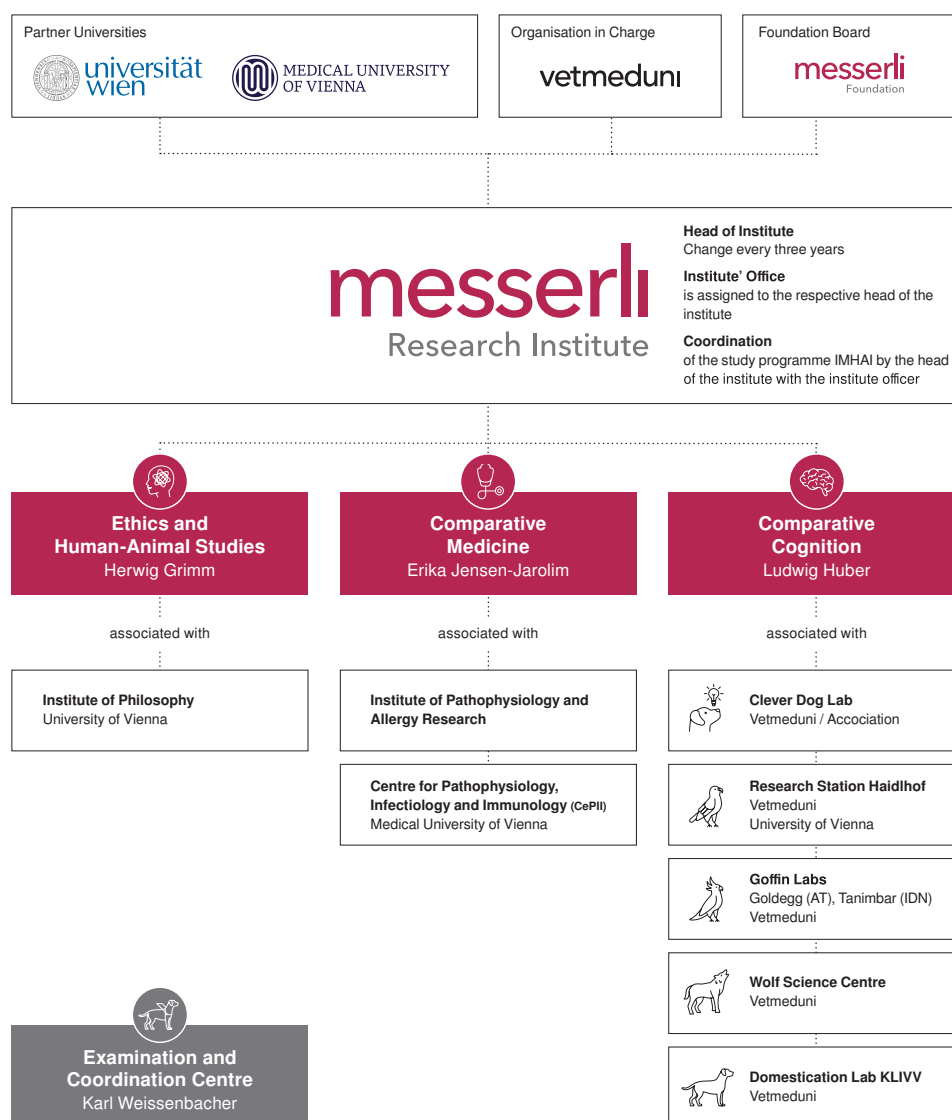 Partner Universities
universität
wien
MEDICAL UNIVERSITY
OF VIENNA
Organisation in Charge
vetmeduni
Foundation Board
messerli
Foundation
messerli
Research Institute
Head of Institute
Change every three years
Institute’ Office
is assigned to the respective head of the
institute
Coordination
of the study programme IMHAI by the head
of the institute with the institute officer
Ethics and
Human-Animal Studies
Herwig Grimm
Comparative
Medicine
Erika Jensen-Jarolim
Comparative
Cognition
Ludwig Huber
associated with
associated with
associated with
Institute of Philosophy
University of Vienna
Institute of Pathophysiology and
Allergy Research
Centre for Pathophysiology,
Infectiology and Immunology (CePII)
Medical University of Vienna
Clever Dog Lab
Vetmeduni / Accociation
Research Station Haidlhof
Vetmeduni
University of Vienna
Goffin Labs
Goldegg (AT), Tanimbar (IDN)
Vetmeduni
Wolf Science Centre
Vetmeduni
Domestication Lab KLIVV
Vetmeduni
Examination and
Coordination Centre
Karl Weissenbacher